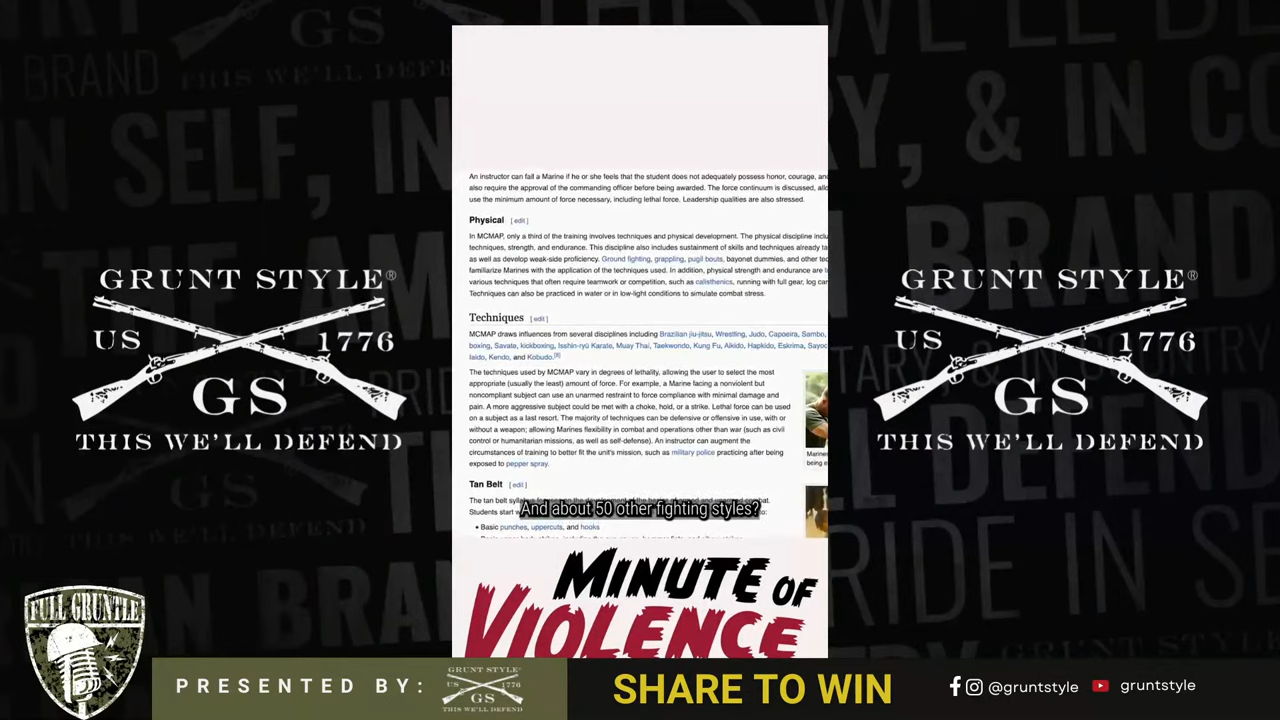 An instructor can fail a Marine if he or she feels that the student does not adequately possess honor, courage, and
also require the approval of the commanding officer before being awarded. The force continuum is discussed, all
use the minimum amount of force necessary, including lethal force. Leadership qualities are also stressed.
Physical [ edit ]
In MCMAP, only a third of the training involves techniques and physical development. The physical discipline inclu
techniques, strength, and endurance. This discipline also includes sustainment of skills and techniques already ta
as well as develop weak-side proficiency. Ground fighting, grappling, pugil bouts, bayonet dummies, and other tec
familiarize Marines with the application of the techniques used. In addition, physical strength and endurance are
various techniques that often require teamwork or competition, such as calisthenics, running with full gear, log car
Techniques can also be practiced in water or in low-light conditions to simulate combat stress.
Techniques [ edit ]
MCMAP draws influences from several disciplines including Brazilian jiu-jitsu, Wrestling, Judo, Capoeira, Sambo,
boxing, Savate, kickboxing, Isshin-ryū Karate, Muay Thai, Taekwondo, Kung Fu, Aikido, Hapkido, Eskrima, Sayoc
Iaido, Kendo, and Kobudo.[8]
The techniques used by MCMAP vary in degrees of lethality, allowing the user to select the most
appropriate (usually the least) amount of force. For example, a Marine facing a nonviolent but
noncompliant subject can use an unarmed restraint to force compliance with minimal damage and
pain. A more aggressive subject could be met with a choke, hold, or a strike. Lethal force can be used
on a subject as a last resort. The majority of techniques can be defensive or offensive in use, with or
without a weapon; allowing Marines flexibility in combat and operations other than war (such as civil
control or humanitarian missions, as well as self-defense). An instructor can augment the
circumstances of training to better fit the unit's mission, such as military police practicing after being
exposed to pepper spray.
Marines
being e
Tan Belt [ edit ]
The tan belt
Students start
And about 50 other fighting styles?
• Basic punches, uppercuts, and hooks
MINUTE OF
VIOLENCE
GRUNT STYLE®
US 1776
GS
THIS WE'LL DEFEND
GRUNT STYLE®
US 1776
GS
THIS WE'LL DEFEND
FULL GRUNTLE
PRESENTED BY:
GRUNT STYLE
US 1776
GS
THIS WE'LL DEFEND
SHARE TO WIN
@gruntstyle
gruntstyle